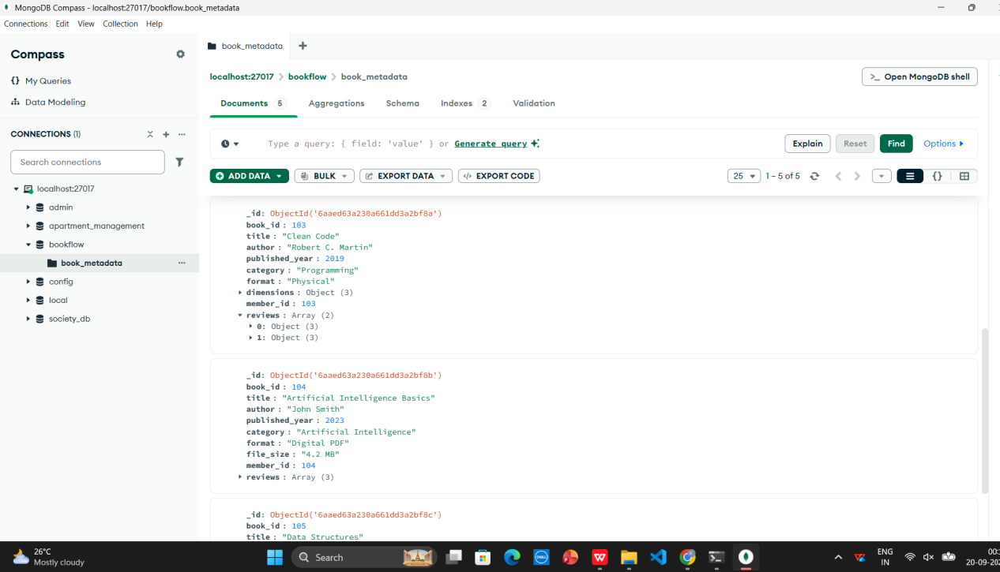 MongoDB Compass - localhost:27017/bookflow.book_metadata
Connections Edit View Collection Help
Compass
{} My Queries
Data Modeling
CONNECTIONS (1)
Search connections
localhost:27017
admin
apartment_management
bookflow
book_metadata
config
local
society_db
book_metadata
localhost:27017 > bookflow > book_metadata
>_ Open MongoDB shell
Documents 5 Aggregations Schema Indexes 2 Validation
Type a query: { field: 'value' } or Generate query
Explain Reset Find Options
ADD DATA BULK EXPORT DATA </> EXPORT CODE
25 1 – 5 of 5 {}
_id: ObjectId('6aaed63a230a661dd3a2bf8a')
book_id : 103
title : "Clean Code"
author : "Robert C. Martin"
published_year : 2019
category : "Programming"
format : "Physical"
dimensions : Object (3)
member_id : 103
reviews : Array (2)
0: Object (3)
1: Object (3)
_id: ObjectId('6aaed63a230a661dd3a2bf8b')
book_id : 104
title : "Artificial Intelligence Basics"
author : "John Smith"
published_year : 2023
category : "Artificial Intelligence"
format : "Digital PDF"
file_size : "4.2 MB"
member_id : 104
reviews : Array (3)
_id: ObjectId('6aaed63a230a661dd3a2bf8c')
book_id : 105
title : "Data Structures"
26°C
Mostly cloudy
Search
DELL
ENG
IN